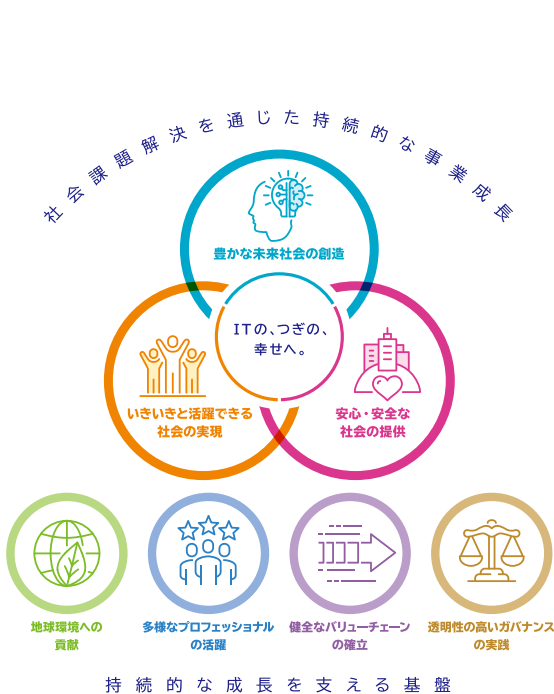 社会課題解決を通じた持続的な事業成長
豊かな未来社会の創造
ITの、つぎの、
幸せへ。
いきいきと活躍できる
社会の実現
安心・安全な
社会の提供
地球環境への
貢献
多様なプロフェッショナル
の活躍
健全なバリューチェーン
の確立
透明性の高いガバナンス
の実践
持続的な成長を支える基盤